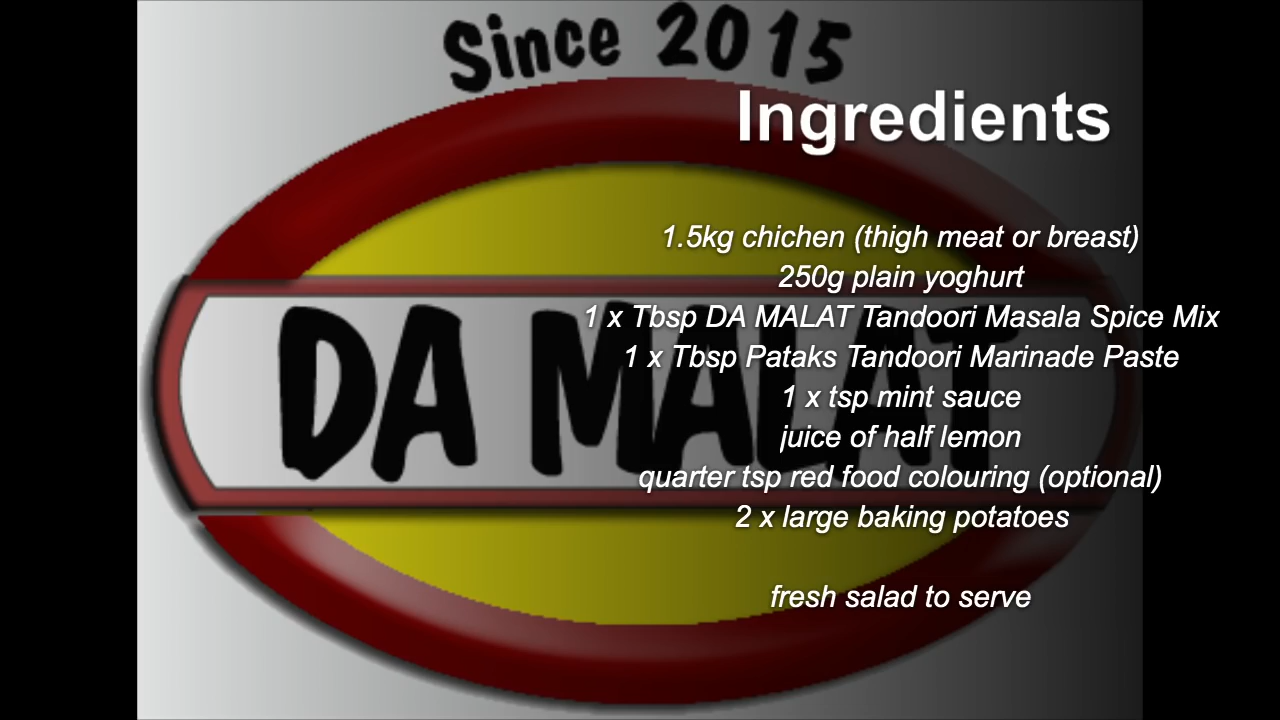 Since 2015
Ingredients
1.5kg chichen (thigh meat or breast)
250g plain yoghurt
1 x Tbsp DA MALAT Tandoori Masala Spice Mix
1 x Tbsp Pataks Tandoori Marinade Paste
DA MALAT
1 x tsp mint sauce
juice of half lemon
quarter tsp red food colouring (optional)
2 x large baking potatoes
fresh salad to serve